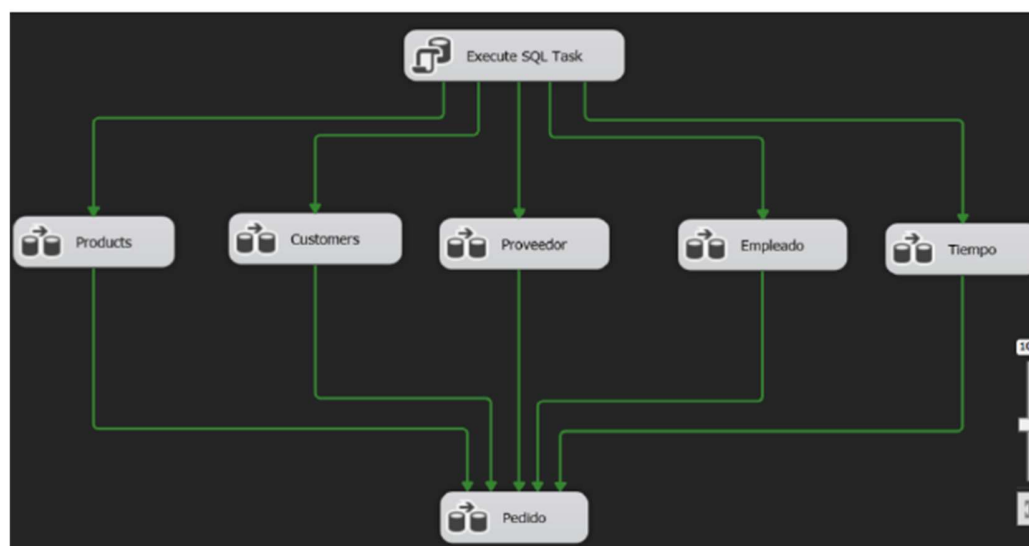 Execute SQL Task
Products
Customers
Proveedor
Empleado
Tiempo
Pedido